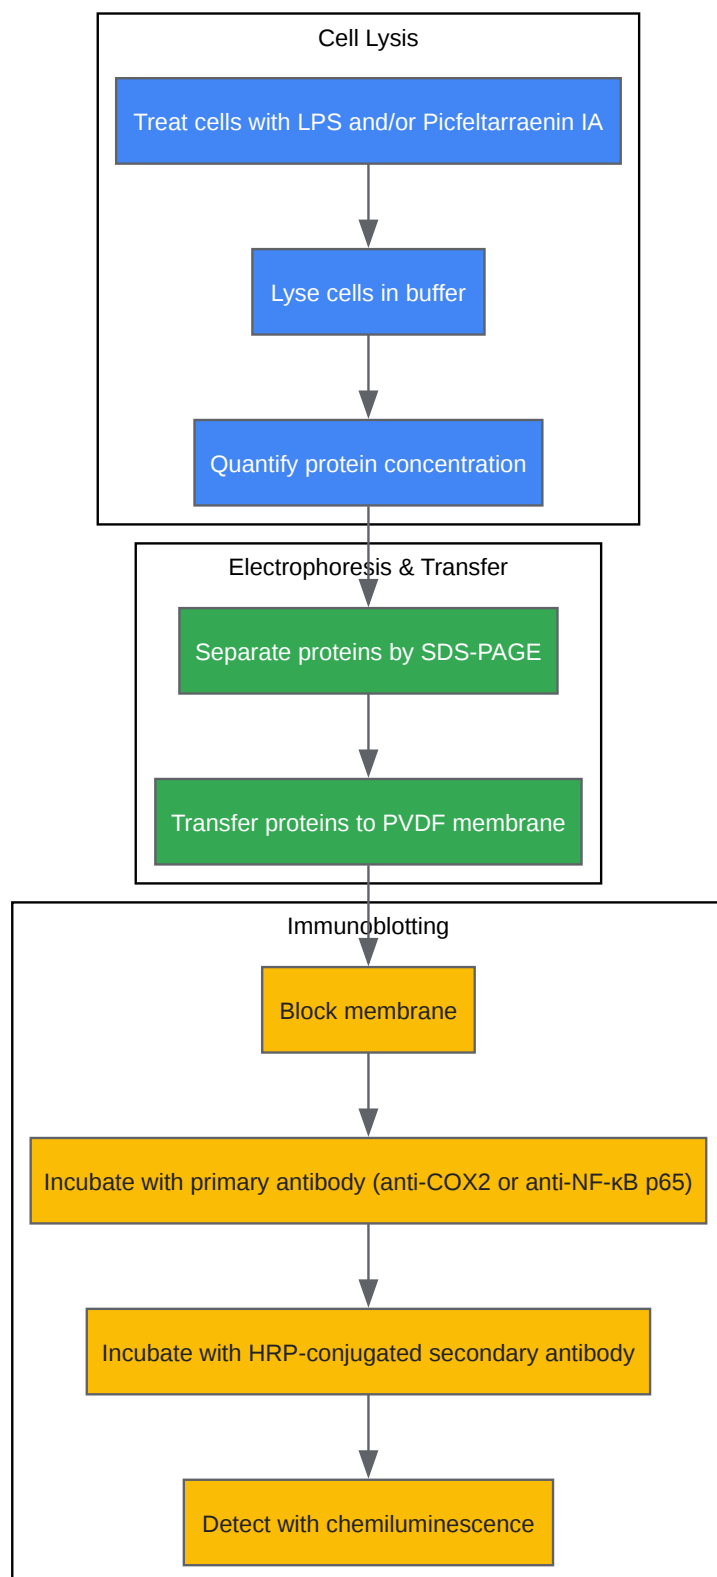 Cell Lysis
Treat cells with LPS and/or Picfeltarraenin IA
Lyse cells in buffer
Quantify protein concentration
Electrophoresis & Transfer
Separate proteins by SDS-PAGE
Transfer proteins to PVDF membrane
Immunoblotting
Block membrane
Incubate with primary antibody (anti-COX2 or anti-NF-κB p65)
Incubate with HRP-conjugated secondary antibody
Detect with chemiluminescence